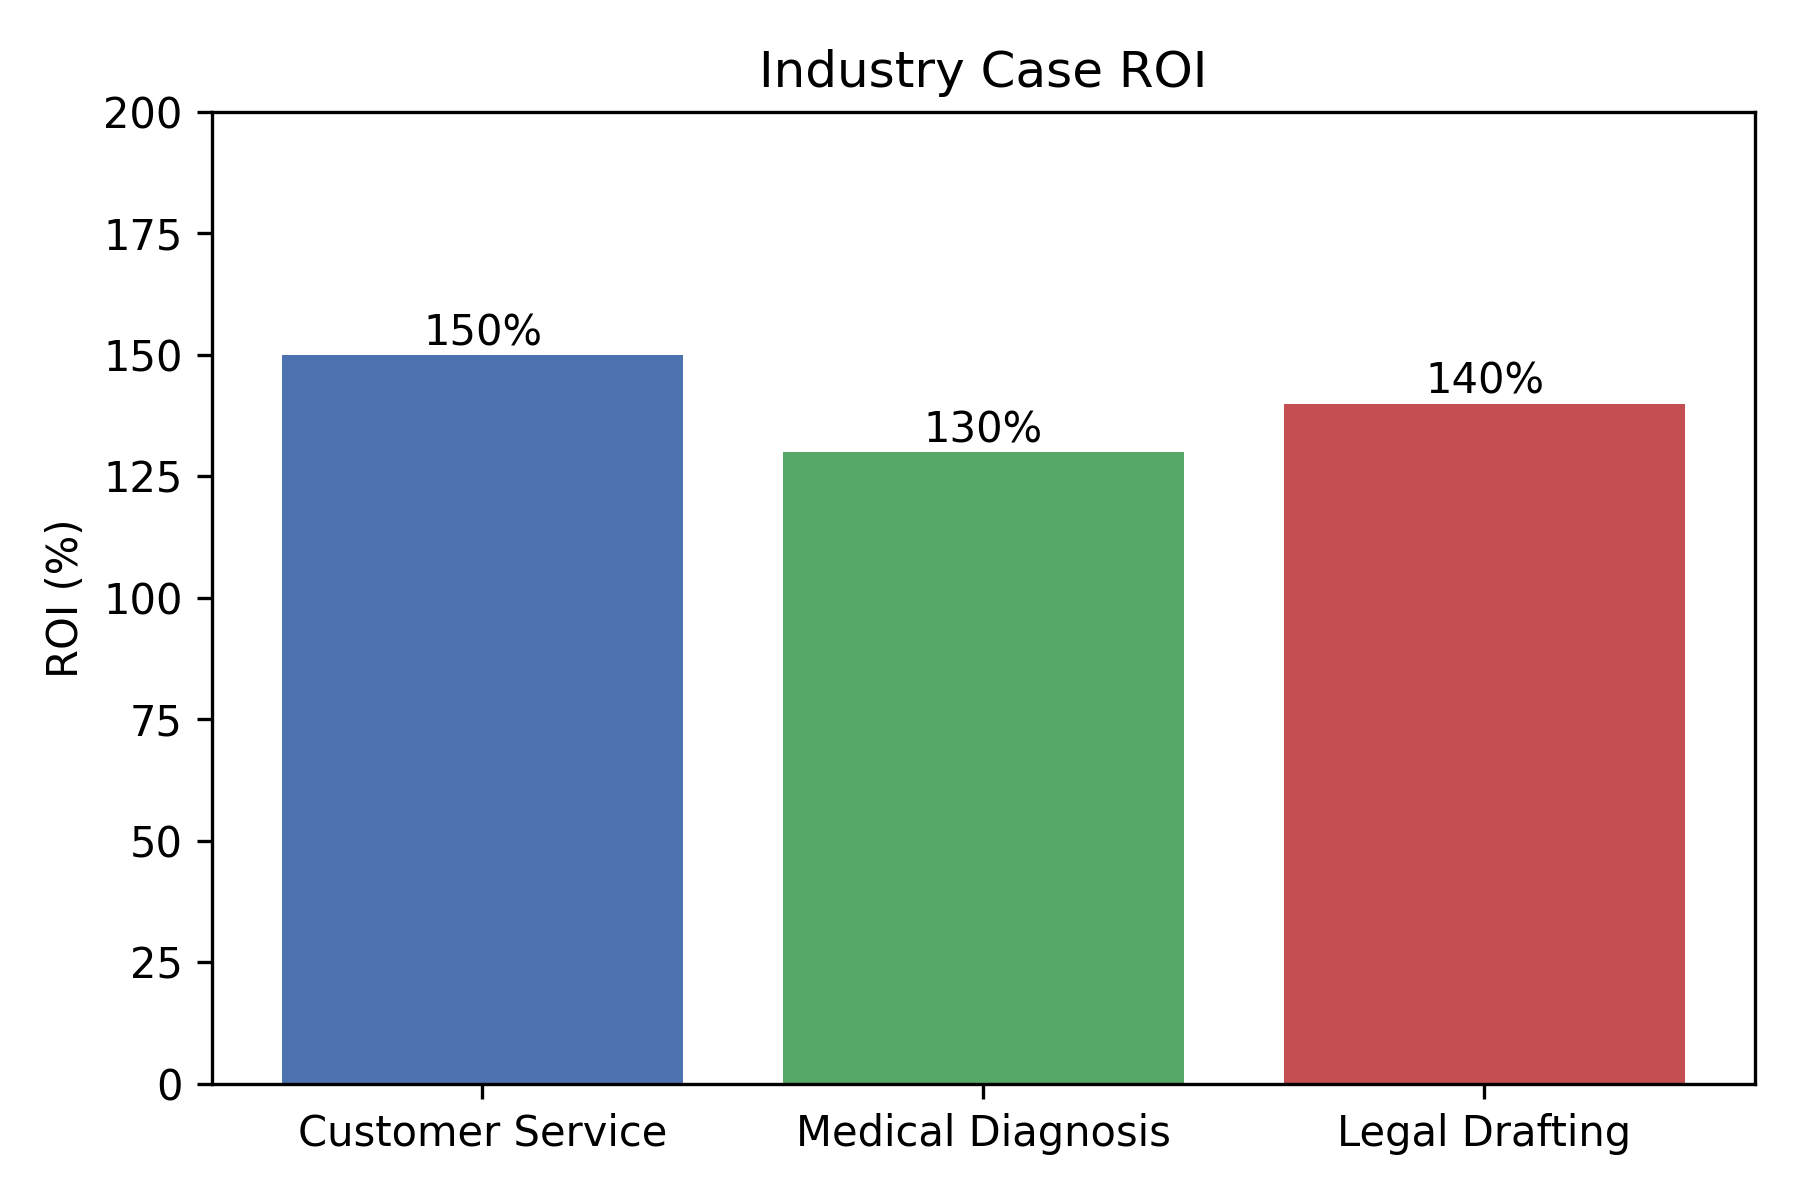 Industry Case ROI
200
175
150
125
100
75
50
25
0
ROI (%)
150%
130%
140%
Customer Service
Medical Diagnosis
Legal Drafting